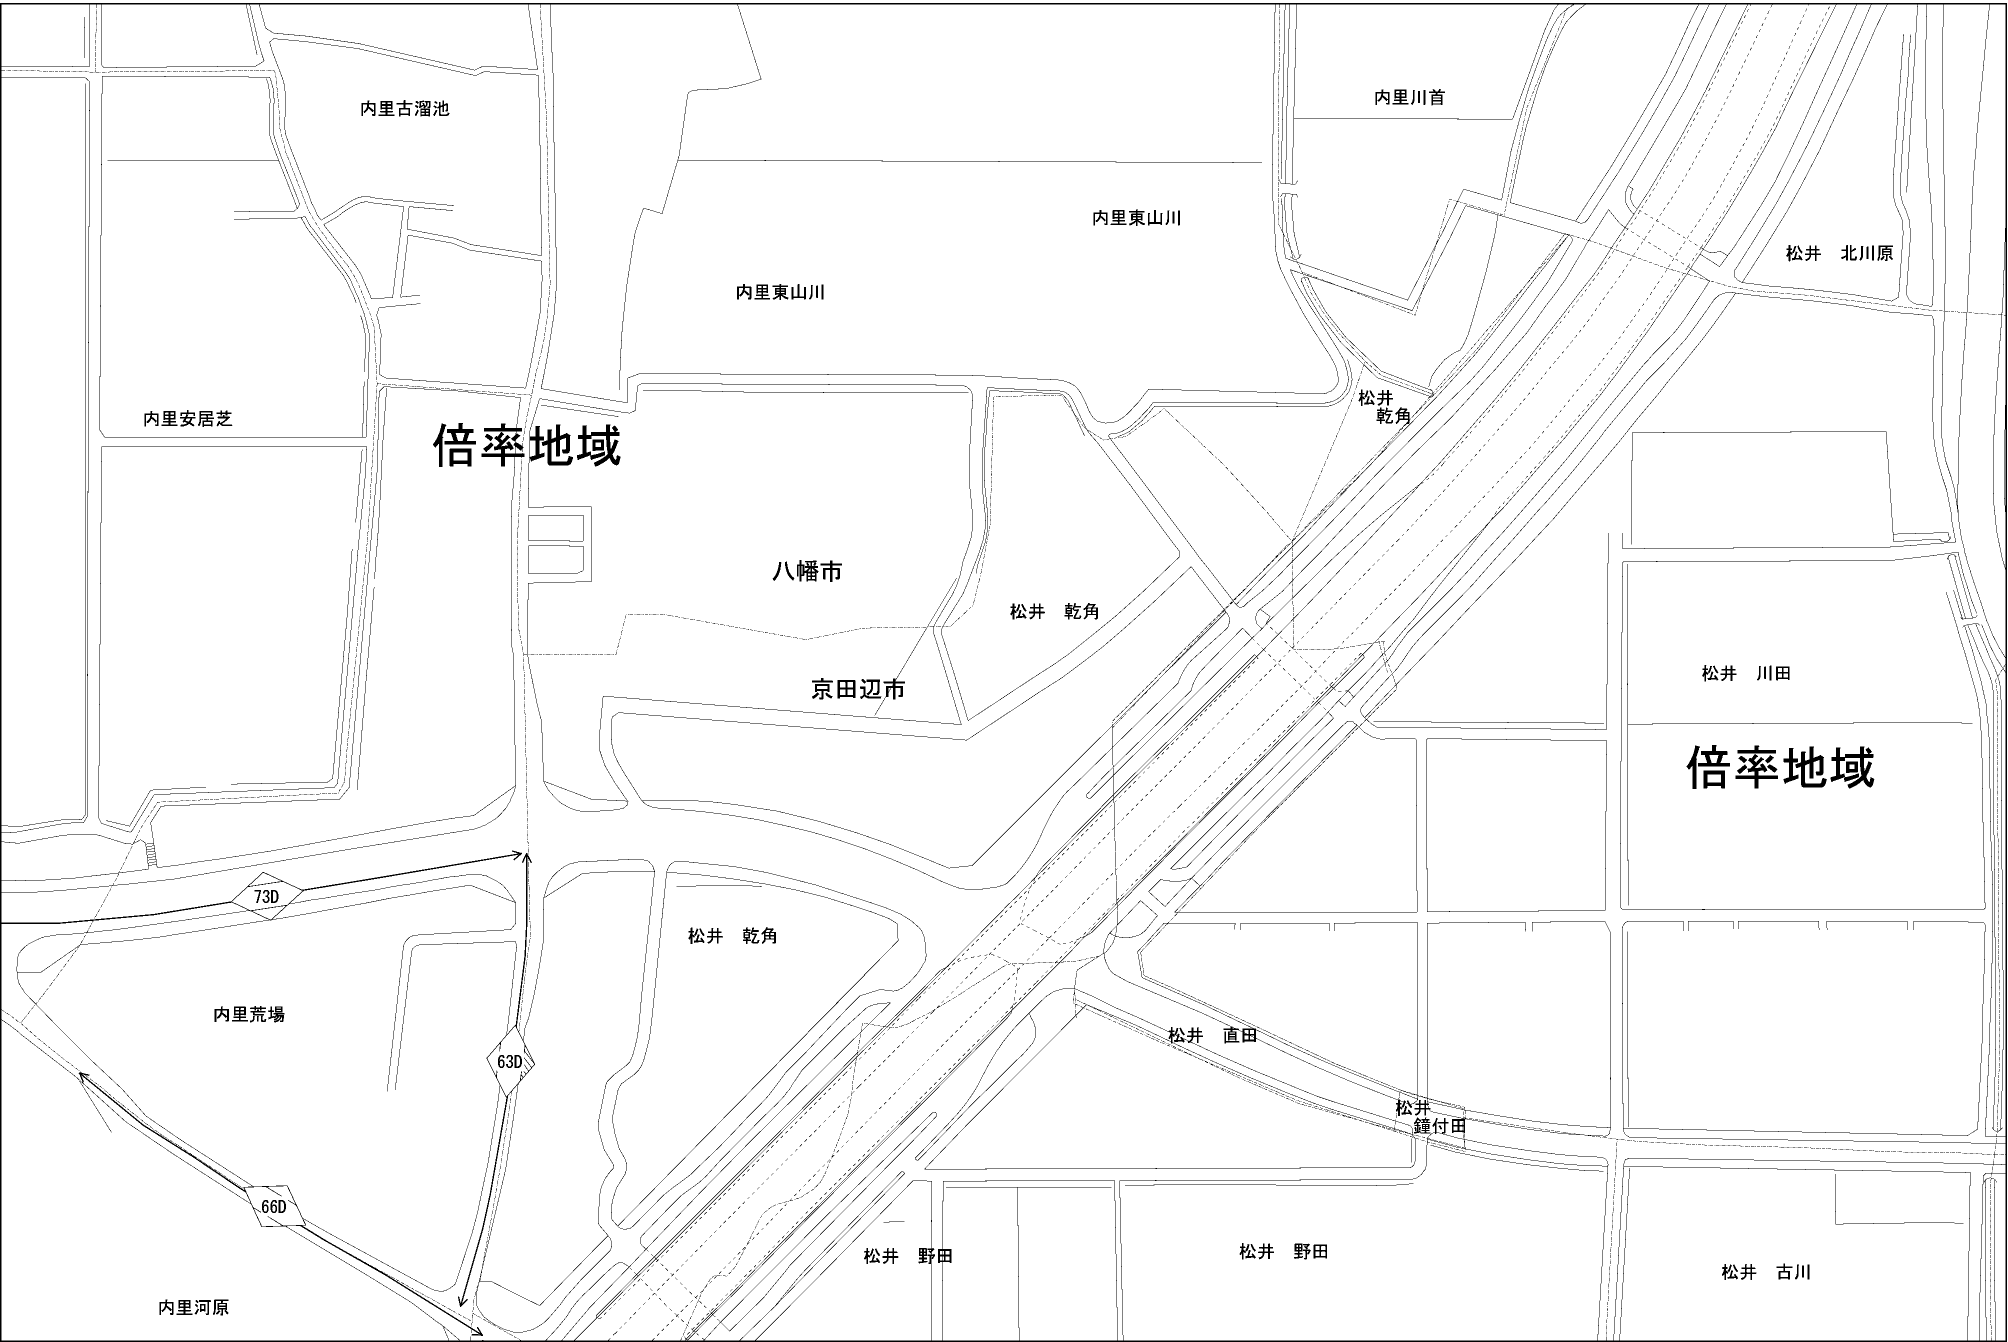 内里川首
内里古溜池
内里東山川
松井　北川原
内里東山川
松井
乾角
内里安居芝
倍率地域
八幡市
松井　乾角
松井　川田
京田辺市
倍率地域
73D
松井　乾角
内里荒場
松井　直田
63D
松井
鐘付田
66D
松井　野田
松井　野田
松井　古川
内里河原